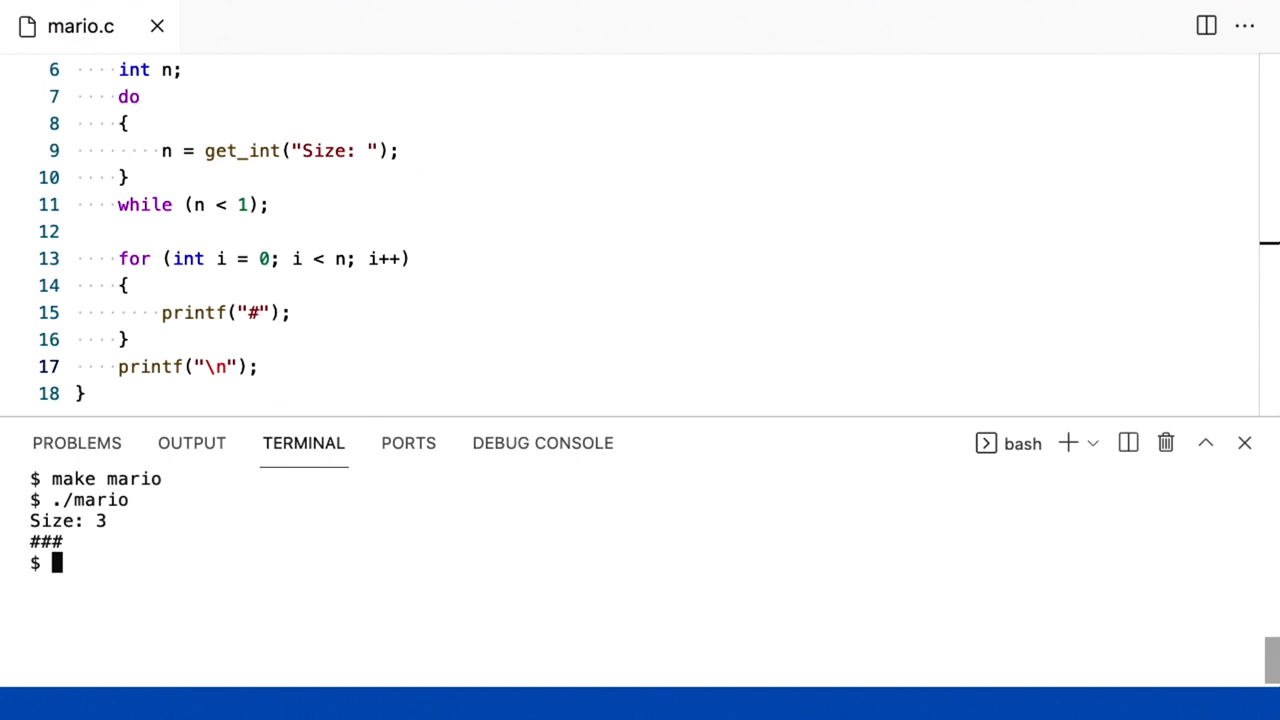 mario.c
6 int n;
7 do
8 {
9 n = get_int("Size: ");
10 }
11 while (n < 1);
12
13 for (int i = 0; i < n; i++)
14 {
15 printf("#");
16 }
17 printf("\n");
18 }
PROBLEMS OUTPUT TERMINAL PORTS DEBUG CONSOLE bash
$ make mario
$ ./mario
Size: 3
###
$